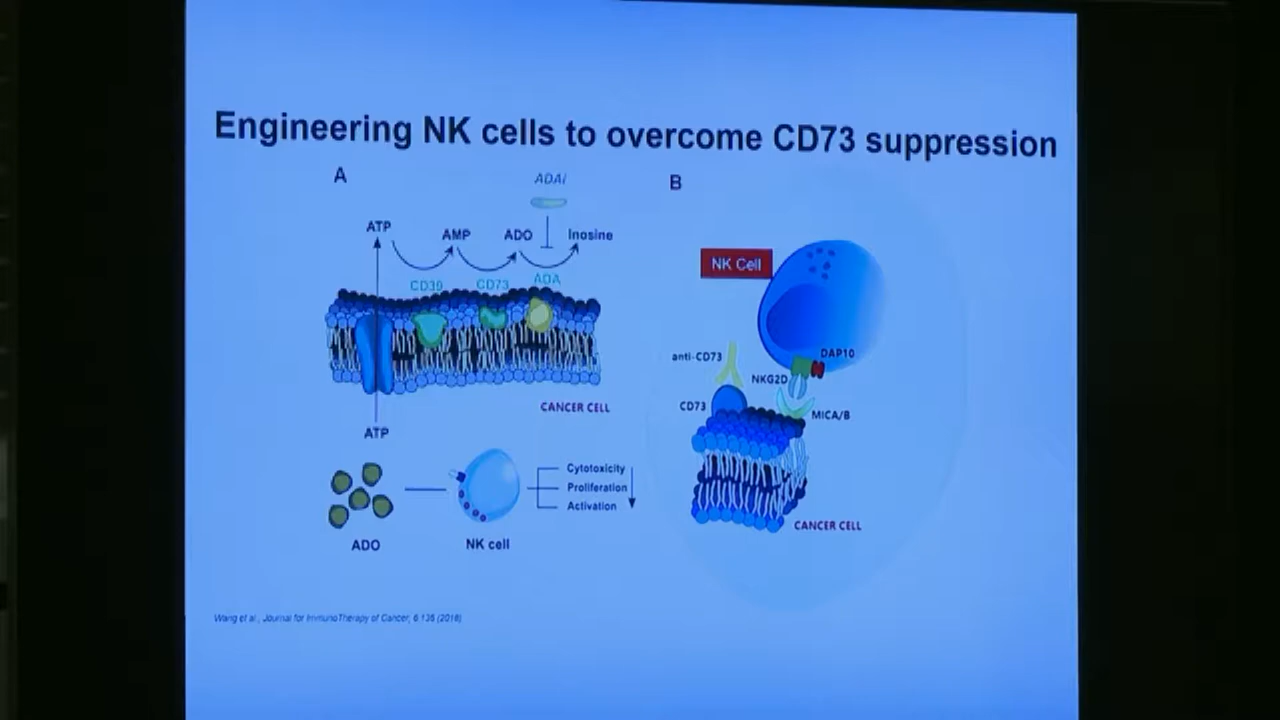 Engineering NK cells to overcome CD73 suppression
A
ADAi
ATP
AMP
ADO
Inosine
CD39
CD73
ADA
CANCER CELL
ATP
ADO
NK cell
Cytotoxicity
Proliferation
Activation
B
NK Cell
DAP10
anti-CD73
NKG2D
CD73
MICA/B
CANCER CELL
Wang et al., Journal for ImmunoTherapy of Cancer, 6:136 (2018)